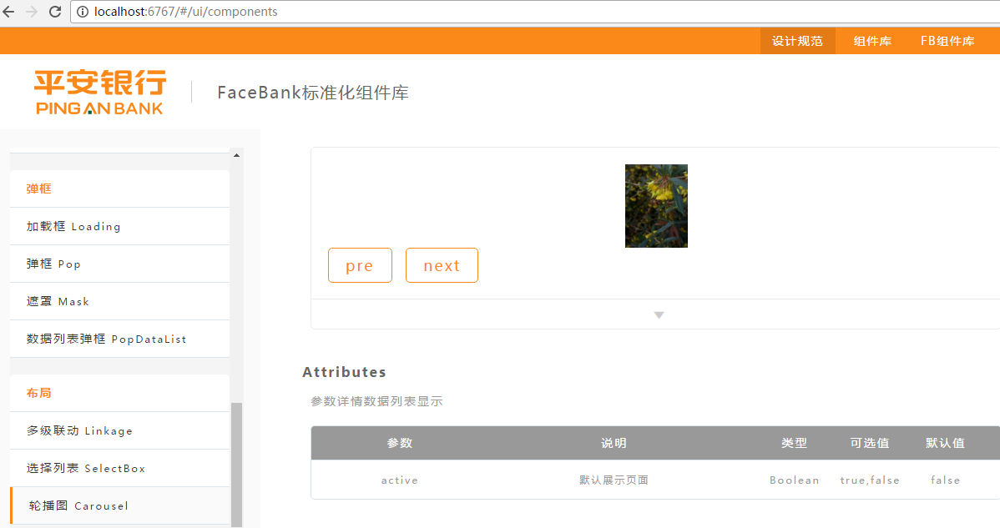 localhost:6767/#/ui/components
设计规范 组件库 FB组件库
平安银行
PING AN BANK
FaceBank标准化组件库
弹框
加载框 Loading
弹框 Pop
遮罩 Mask
数据列表弹框 PopDataList
布局
多级联动 Linkage
选择列表 SelectBox
轮播图 Carousel
pre next
Attributes
参数详情数据列表显示
参数 说明 类型 可选值 默认值
active 默认展示页面 Boolean true,false false